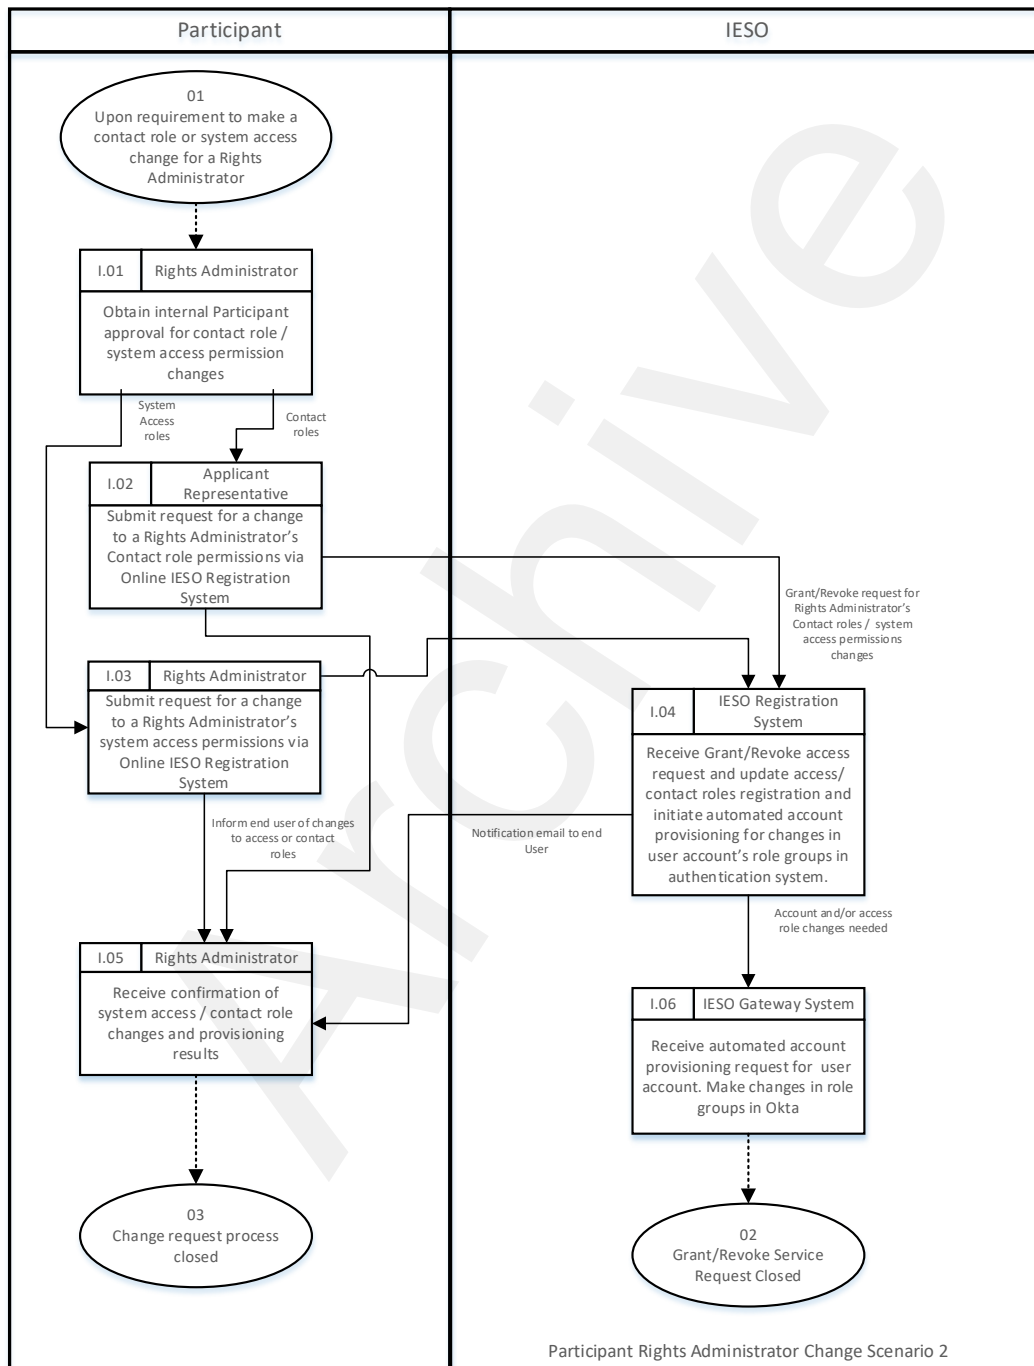 Participant
IESO
01
Upon requirement to make a
contact role or system access
change for a Rights
Administrator
I.01
Rights Administrator
Obtain internal Participant
approval for contact role /
system access permission
changes
System
Access
roles
Contact
roles
I.02
Applicant
Representative
Submit request for a change
to a Rights Administrator's
Contact role permissions via
Online IESO Registration
System
Grant/Revoke request for
Rights Administrator's
Contact roles / system
access permissions
changes
I.03
Rights Administrator
Submit request for a change
to a Rights Administrator's
system access permissions via
Online IESO Registration
System
I.04
IESO Registration
System
Receive Grant/Revoke access
request and update access/
contact roles registration and
initiate automated account
provisioning for changes in
user account's role groups in
authentication system.
Inform end user of changes
to access or contact
roles
Notification email to end
User
Account and/or access
role changes needed
I.05
Rights Administrator
Receive confirmation of
system access / contact role
changes and provisioning
results
I.06
IESO Gateway System
Receive automated account
provisioning request for user
account. Make changes in role
groups in Okta
03
Change request process
closed
02
Grant/Revoke Service
Request Closed
Participant Rights Administrator Change Scenario 2
Archive